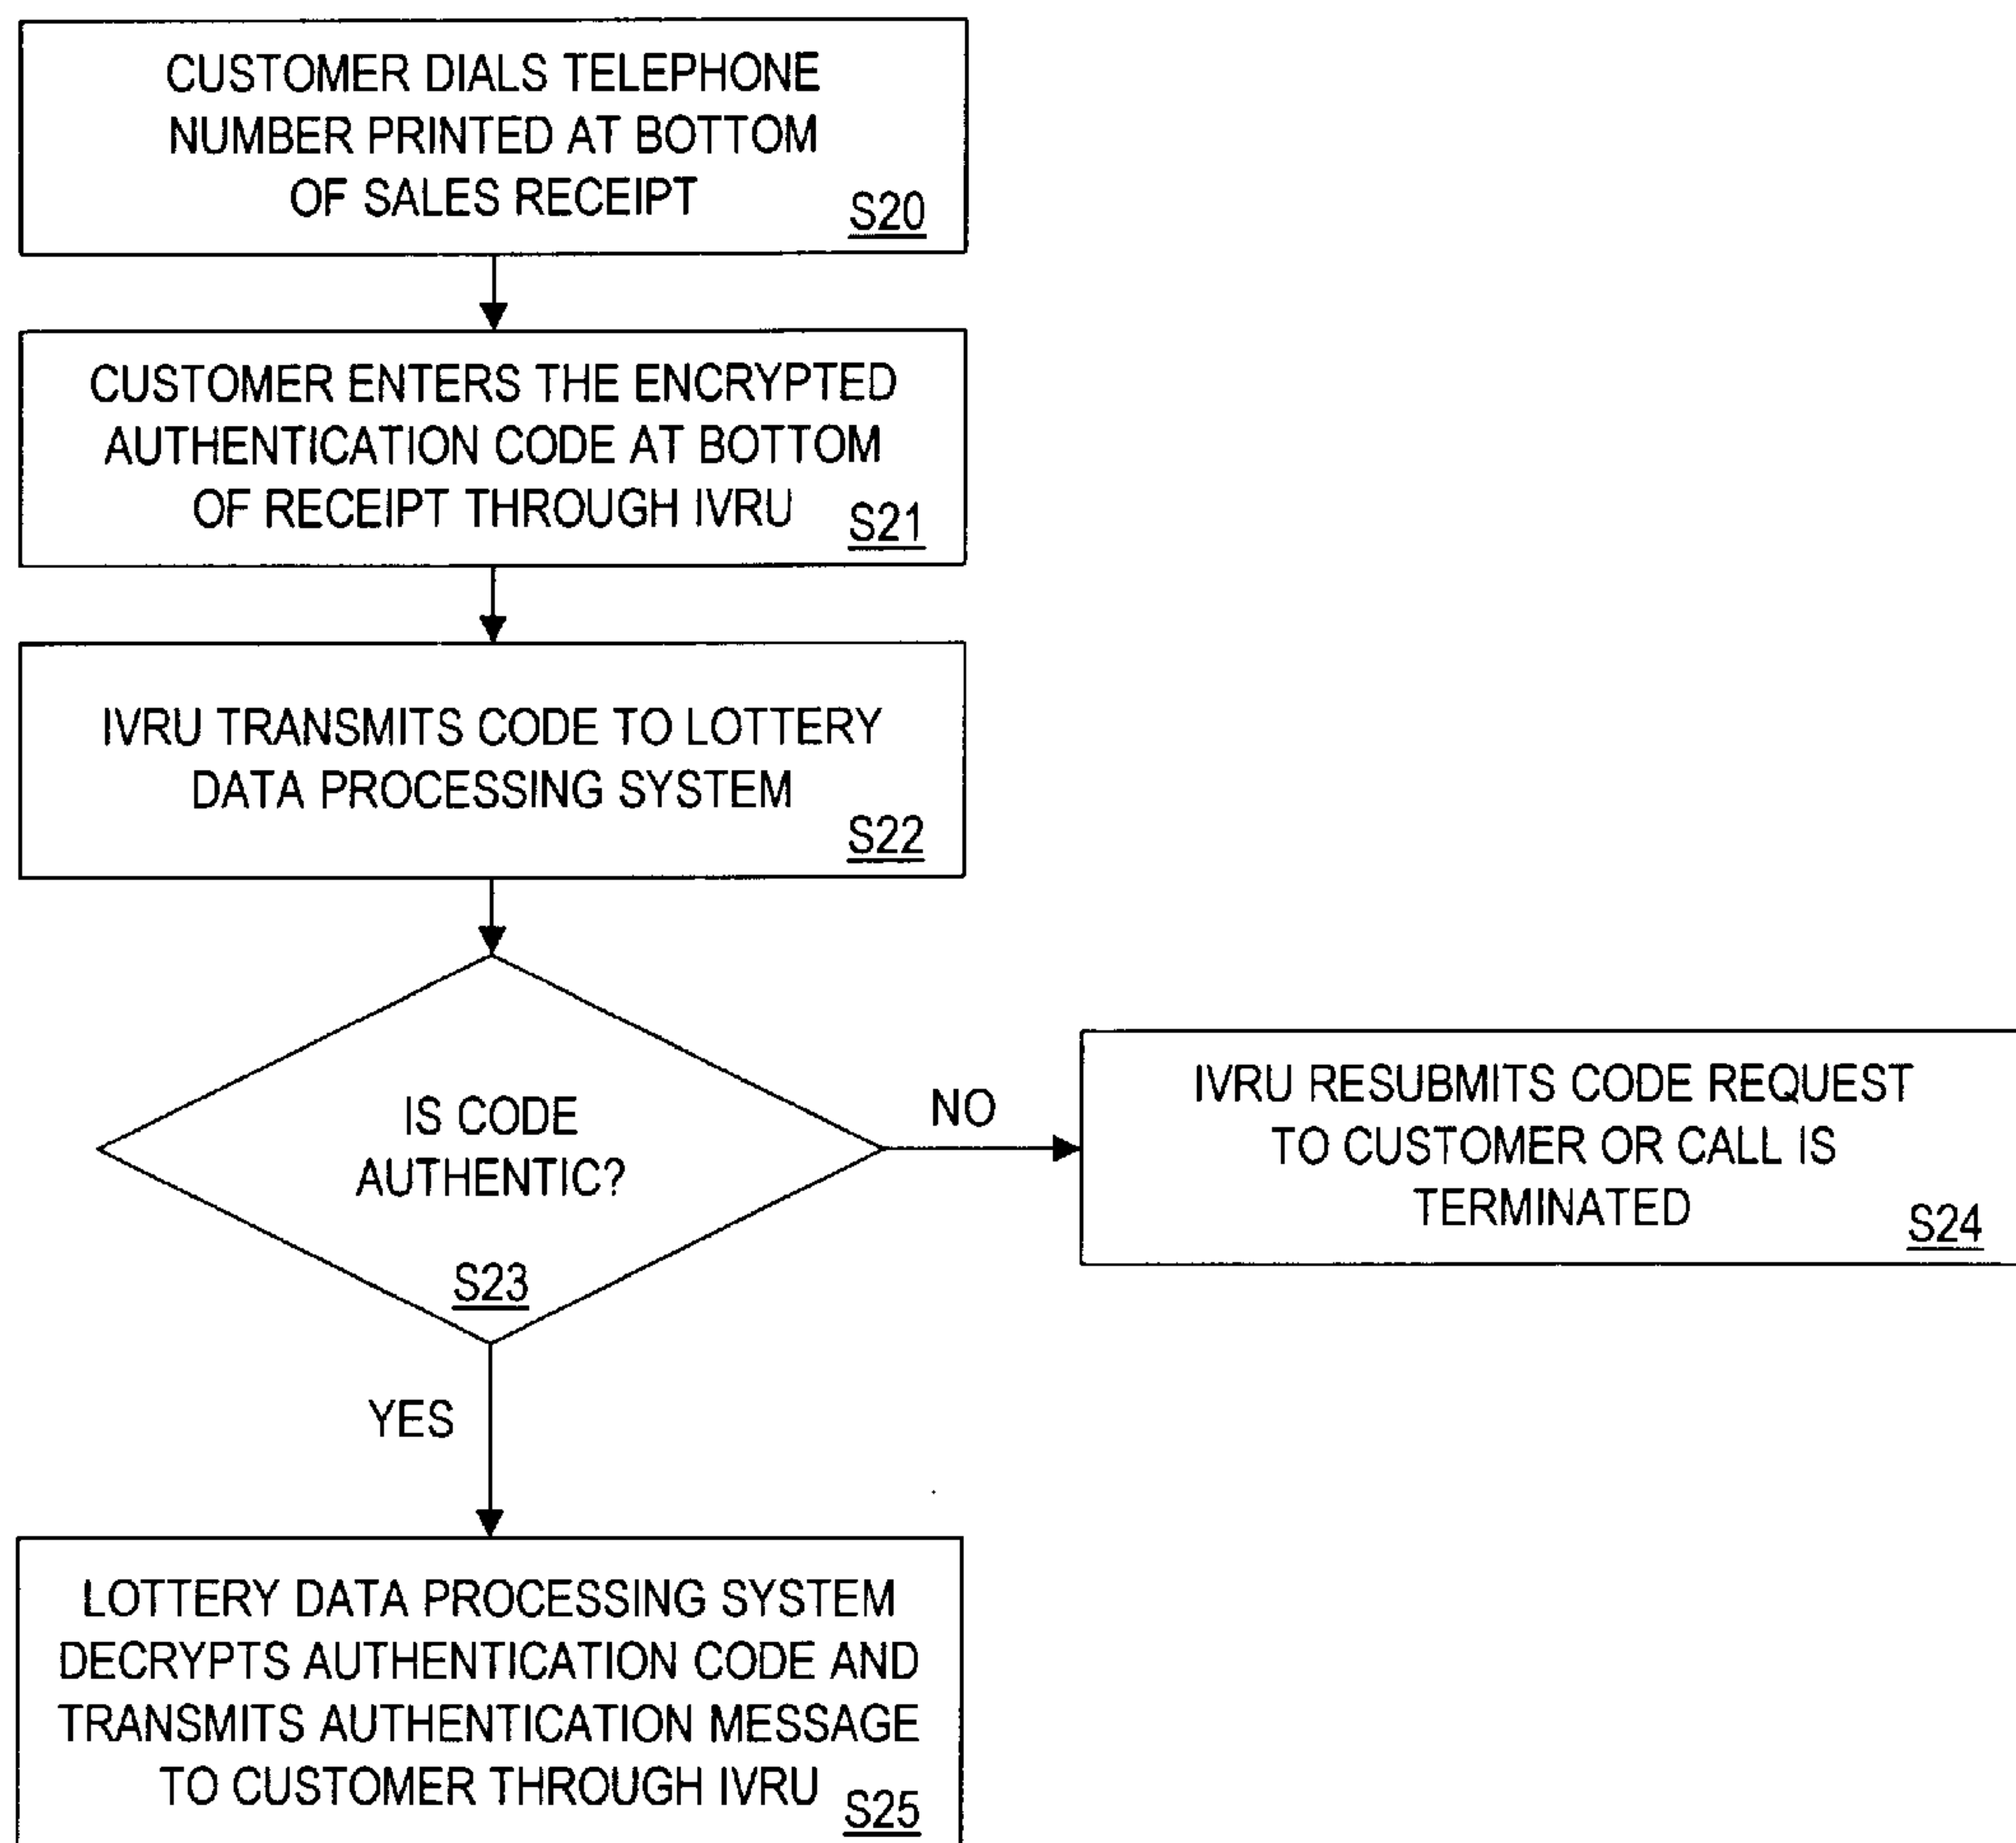 CUSTOMER DIALS TELEPHONE
NUMBER PRINTED AT BOTTOM
OF SALES RECEIPT
S20
CUSTOMER ENTERS THE ENCRYPTED
AUTHENTICATION CODE AT BOTTOM
OF RECEIPT THROUGH IVRU
S21
IVRU TRANSMITS CODE TO LOTTERY
DATA PROCESSING SYSTEM
S22
IS CODE
AUTHENTIC?
S23
NO
IVRU RESUBMITS CODE REQUEST
TO CUSTOMER OR CALL IS
TERMINATED
S24
YES
LOTTERY DATA PROCESSING SYSTEM
DECRYPTS AUTHENTICATION CODE AND
TRANSMITS AUTHENTICATION MESSAGE
TO CUSTOMER THROUGH IVRU
S25